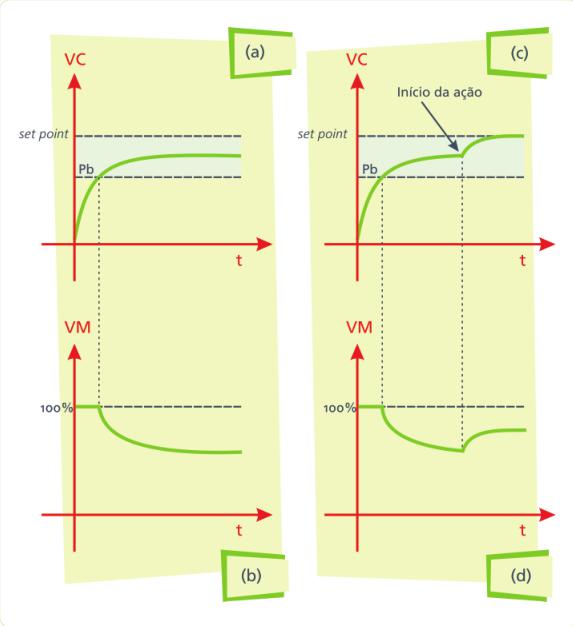 (a)
VC
set point
Pb
t
VM
100%
t
(b)
(c)
VC
Início da ação
set point
Pb
t
VM
100%
t
(d)